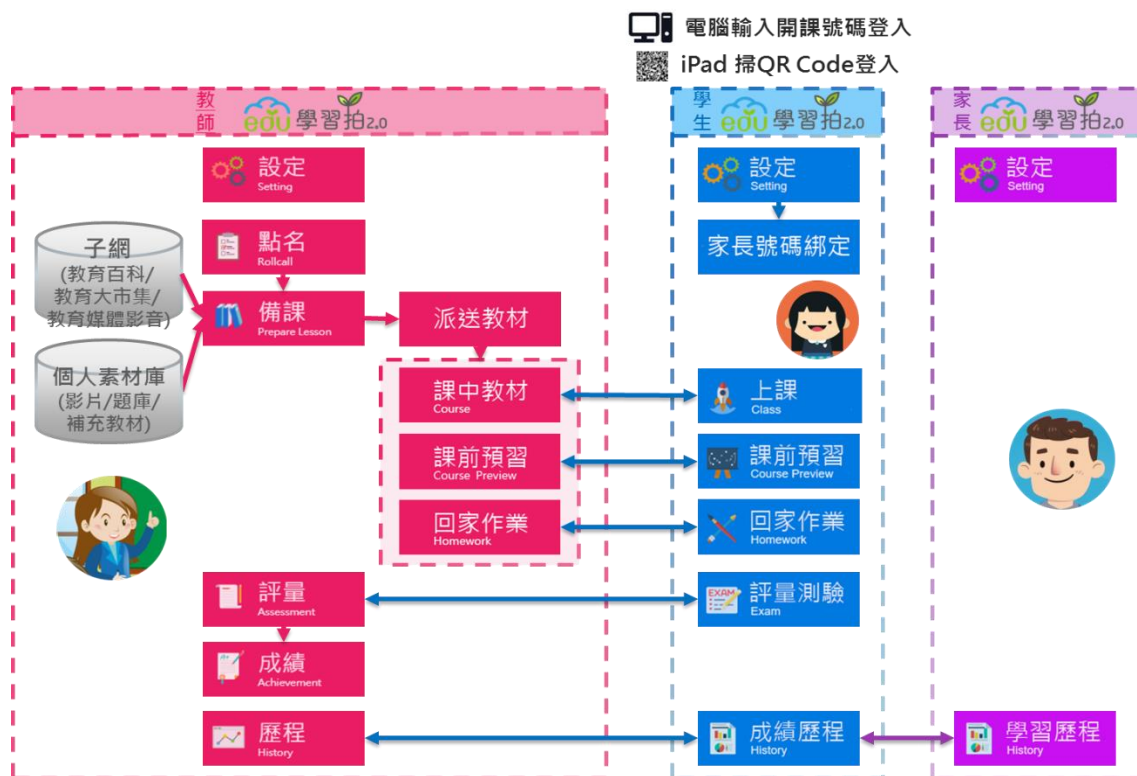 電腦輸入開課號碼登入
iPad 掃QR Code登入
教師
edu 學習拍2.0
學生
edu 學習拍2.0
家長
edu 學習拍2.0
設定
Setting
設定
Setting
設定
Setting
點名
Rollcall
家長號碼綁定
子網
(教育百科/
教育大市集/
教育媒體影音)
備課
Prepare Lesson
派送教材
個人素材庫
(影片/題庫/
補充教材)
課中教材
Course
上課
Class
課前預習
Course Preview
課前預習
Course Preview
回家作業
Homework
回家作業
Homework
評量
Assessment
EXAM
評量測驗
Exam
成績
Achievement
歷程
History
成績歷程
History
學習歷程
History